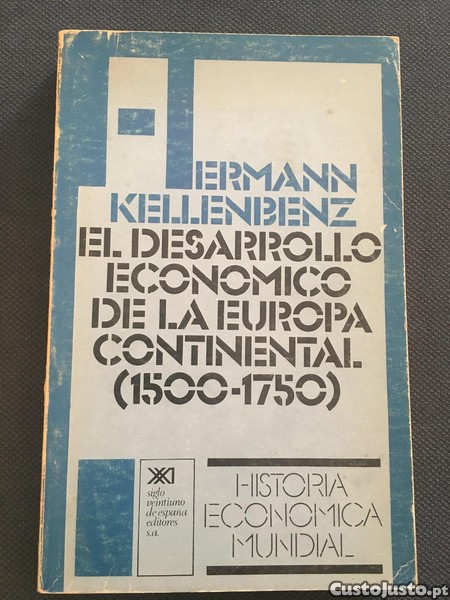 HERMANN
KELLENBENZ
EL DESARROLLO
ECONOMICO
DE LA EUROPA
CONTINENTAL
(1500-1750)
XXI
siglo
veintiuno
de españa
editores
s.a.
HISTORIA
ECONOMICA
MUNDIAL
CustoJusto.pt